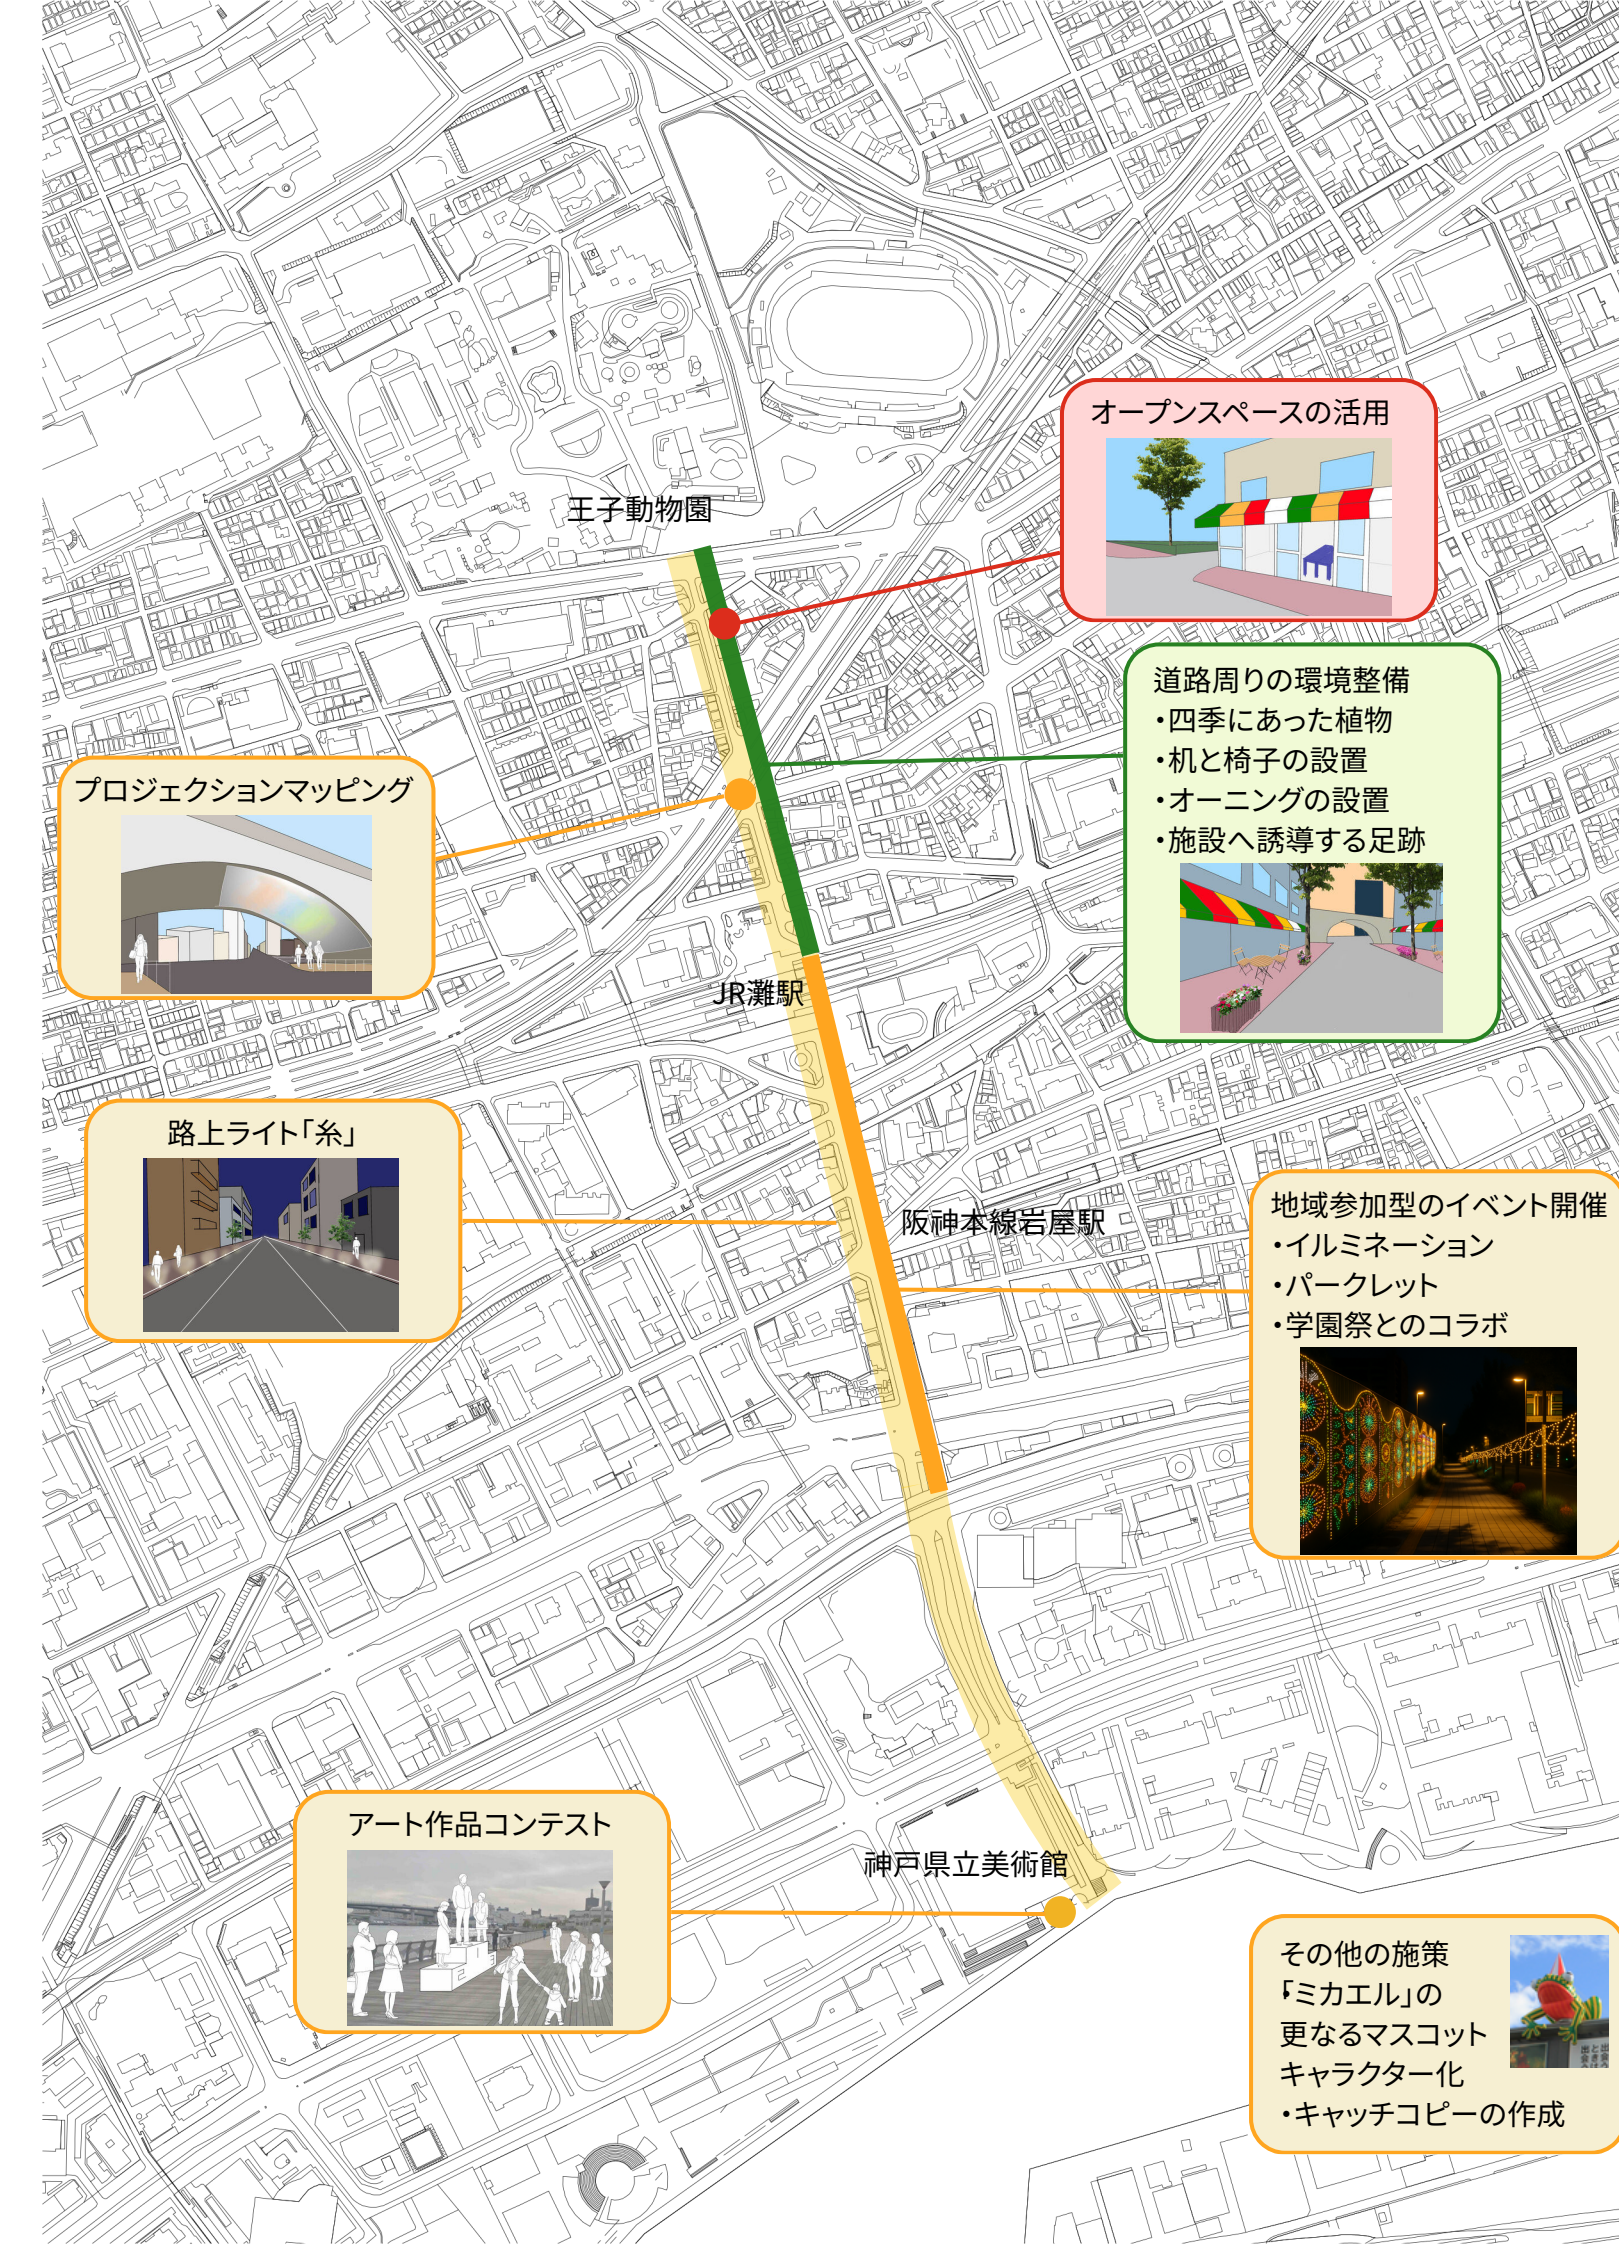 オープンスペースの活用
王子動物園
道路周りの環境整備
・四季にあった植物
・机と椅子の設置
・オーニングの設置
・施設へ誘導する足跡
プロジェクションマッピング
JR灘駅
路上ライト「糸」
地域参加型のイベント開催
・イルミネーション
・パークレット
・学園祭とのコラボ
阪神本線岩屋駅
アート作品コンテスト
神戸県立美術館
その他の施策
・「ミカエル」の
更なるマスコット
キャラクター化
・キャッチコピーの作成